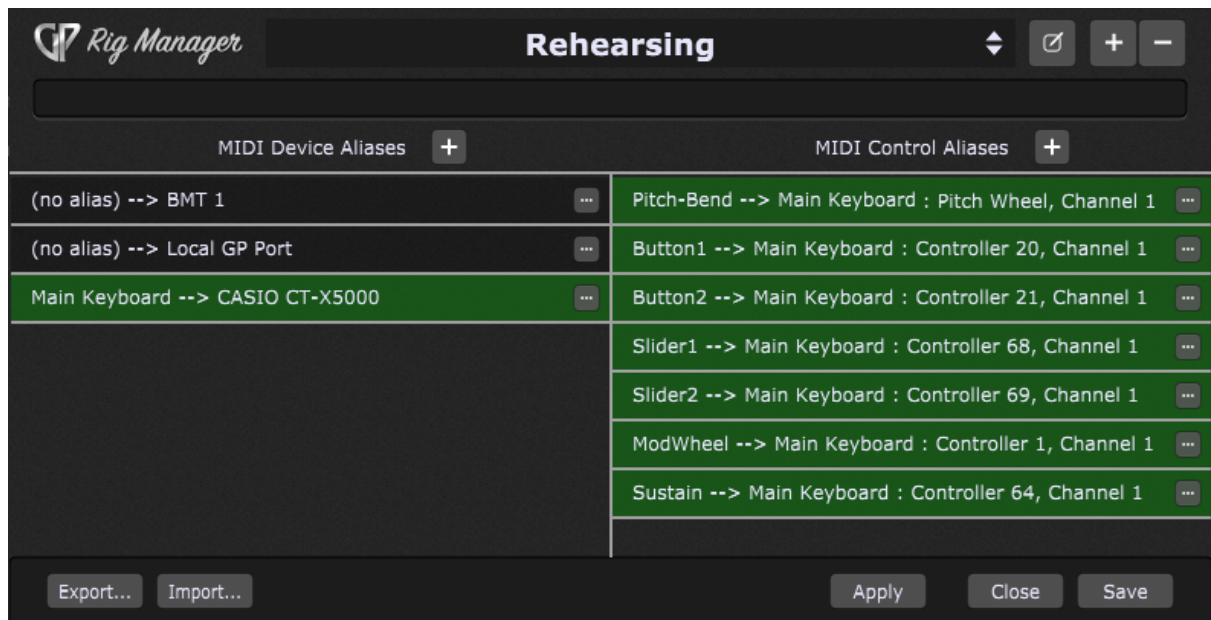 GP Rig Manager
Rehearsing
+ −
MIDI Device Aliases +
MIDI Control Aliases +
(no alias) --> BMT 1 ...
(no alias) --> Local GP Port ...
Main Keyboard --> CASIO CT-X5000 ...
Pitch-Bend --> Main Keyboard : Pitch Wheel, Channel 1 ...
Button1 --> Main Keyboard : Controller 20, Channel 1 ...
Button2 --> Main Keyboard : Controller 21, Channel 1 ...
Slider1 --> Main Keyboard : Controller 68, Channel 1 ...
Slider2 --> Main Keyboard : Controller 69, Channel 1 ...
ModWheel --> Main Keyboard : Controller 1, Channel 1 ...
Sustain --> Main Keyboard : Controller 64, Channel 1 ...
Export... Import... Apply Close Save